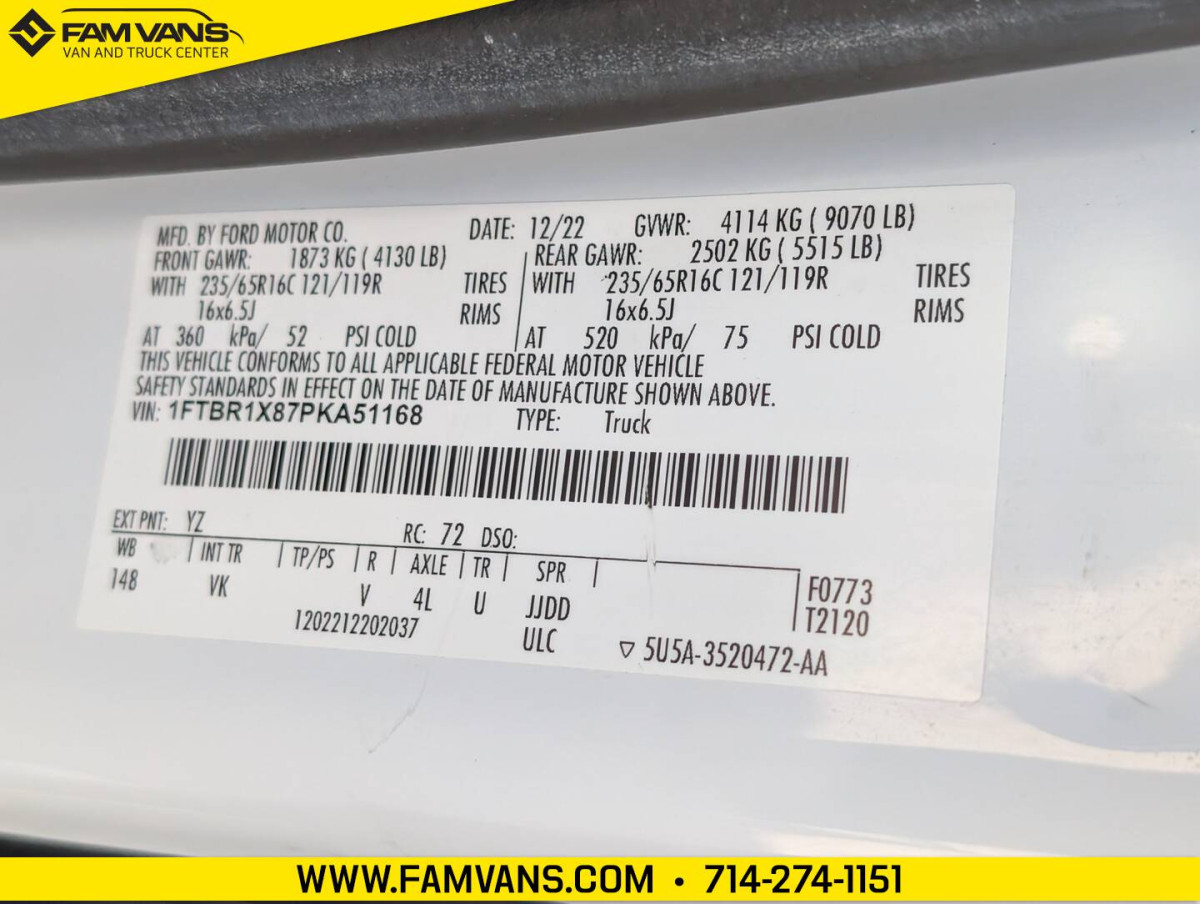 FAM VANS
VAN AND TRUCK CENTER
MFD. BY FORD MOTOR CO. DATE: 12/22 GVWR: 4114 KG ( 9070 LB)
FRONT GAWR: 1873 KG ( 4130 LB) REAR GAWR: 2502 KG ( 5515 LB)
WITH 235/65R16C 121/119R TIRES WITH 235/65R16C 121/119R TIRES
16x6.5J RIMS 16x6.5J RIMS
AT 360 kPa/ 52 PSI COLD AT 520 kPa/ 75 PSI COLD
THIS VEHICLE CONFORMS TO ALL APPLICABLE FEDERAL MOTOR VEHICLE
SAFETY STANDARDS IN EFFECT ON THE DATE OF MANUFACTURE SHOWN ABOVE.
VIN: 1FTBR1X87PKA51168 TYPE: Truck
EXT PNT: YZ RC: 72 DSO:
WB INT TR TP/PS R AXLE TR SPR
148 VK V 4L U JJDD F0773
1202212202037 ULC T2120
▽ 5U5A-3520472-AA
WWW.FAMVANS.COM • 714-274-1151